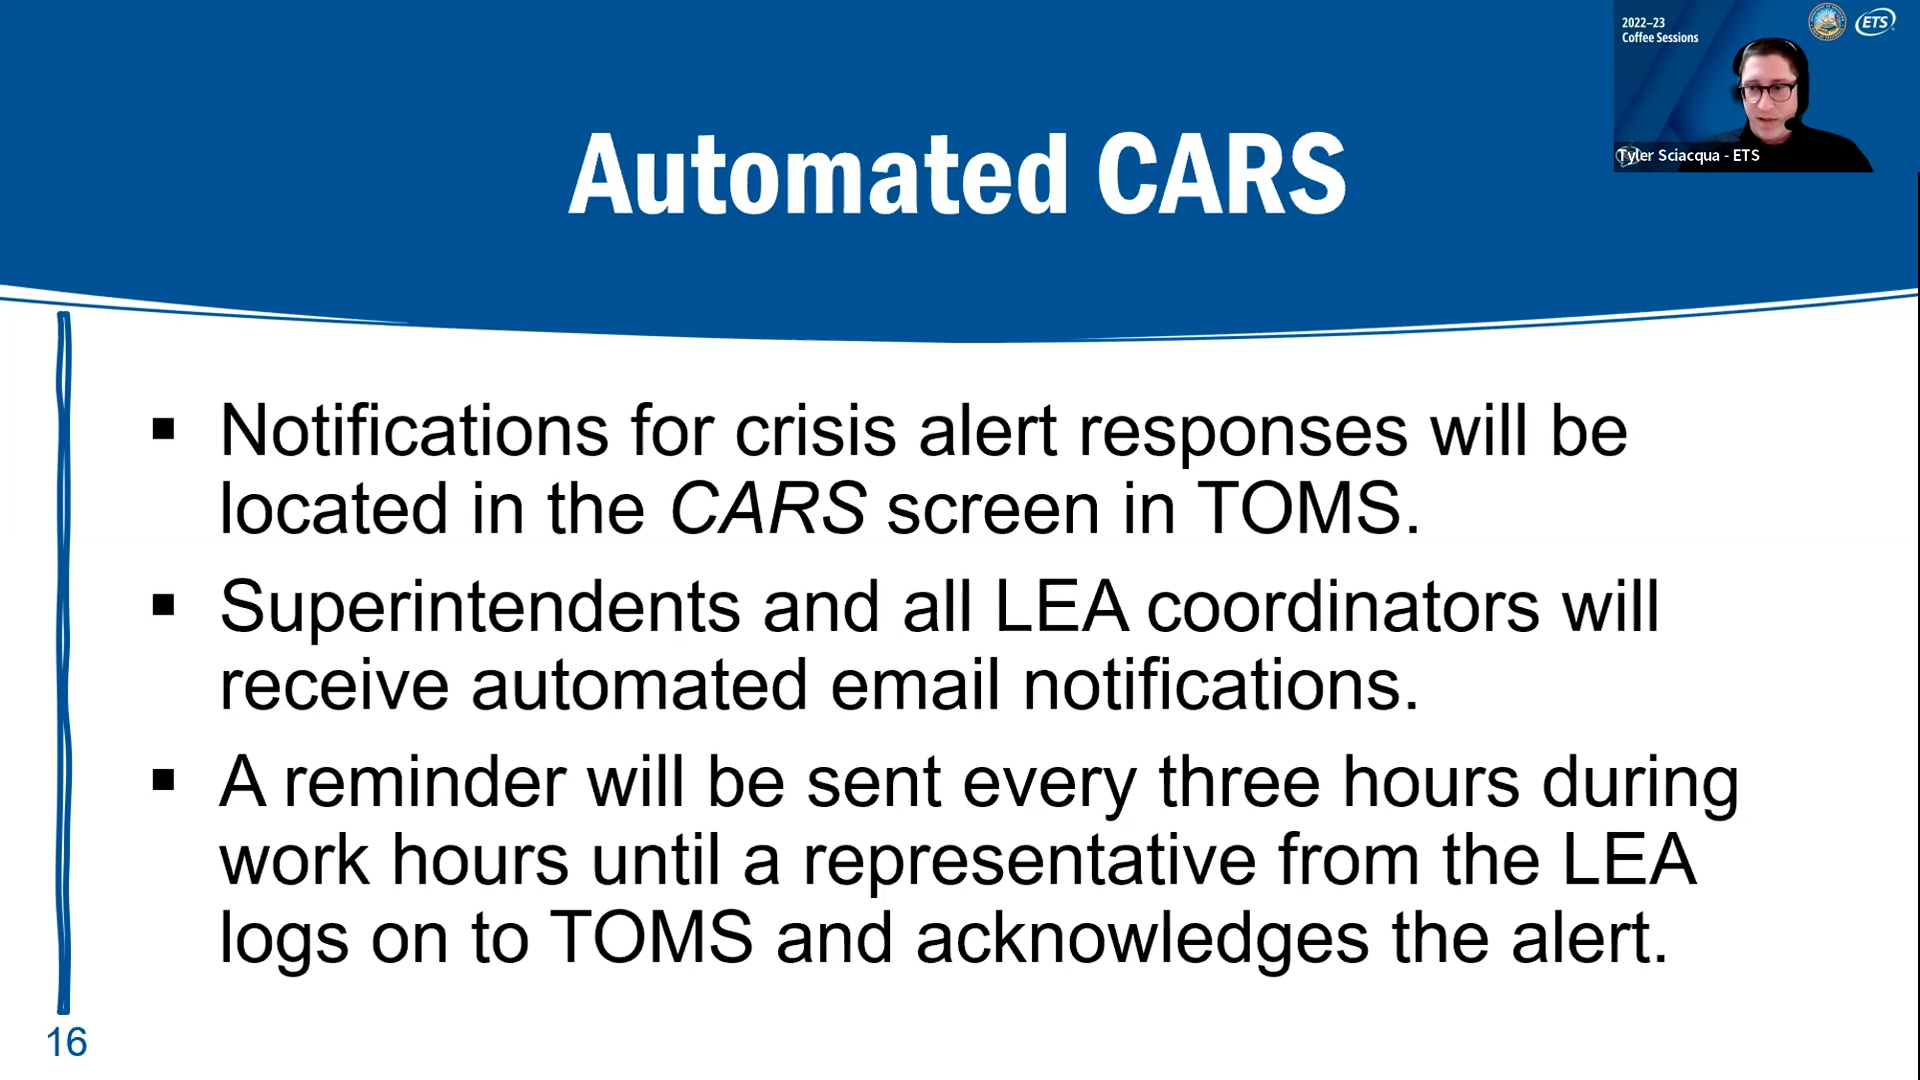 2022–23
Coffee Sessions
ETS
Tyler Sciacqua - ETS
Automated CARS
▪ Notifications for crisis alert responses will be
located in the CARS screen in TOMS.
▪ Superintendents and all LEA coordinators will
receive automated email notifications.
▪ A reminder will be sent every three hours during
work hours until a representative from the LEA
logs on to TOMS and acknowledges the alert.
16